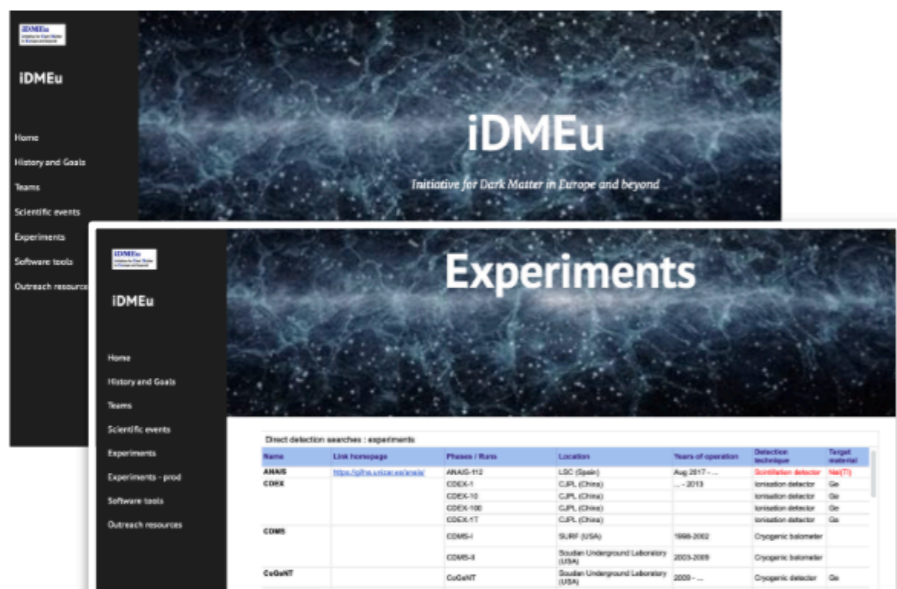 iDMEu
iDMEu
Home
History and Goals
Teams
Scientific events
Experiments
Software tools
Outreach resource
iDMEu
Initiative for Dark Matter in Europe and beyond
iDMEu
iDMEu
Home
History and Goals
Teams
Scientific events
Experiments
Experiments - prod
Software tools
Outreach resources
Experiments
Direct detection searches : experiments
Name Link homepage Phases / Runs Location Years of operation Detection technique Target material
ANAIS ANAIS-112 LSC (Spain) Aug 2017 - ... Scintillation detector NaI(Tl)
CDEX CDEX-1 CJPL (China) ... - 2013 Ionisation detector Ge
CDEX-10 CJPL (China) Ionisation detector Ge
CDEX-100 CJPL (China) Ionisation detector Ge
CDEX-1T CJPL (China) Ionisation detector Ge
CDMS CDMS-I SURF (USA) 1998-2002 Cryogenic bolometer
CDMS-II Soudan Underground Laboratory (USA) 2003-2009 Cryogenic bolometer
CoGeNT CoGeNT Soudan Underground Laboratory (USA) 2009 - ... Cryogenic detector Ge